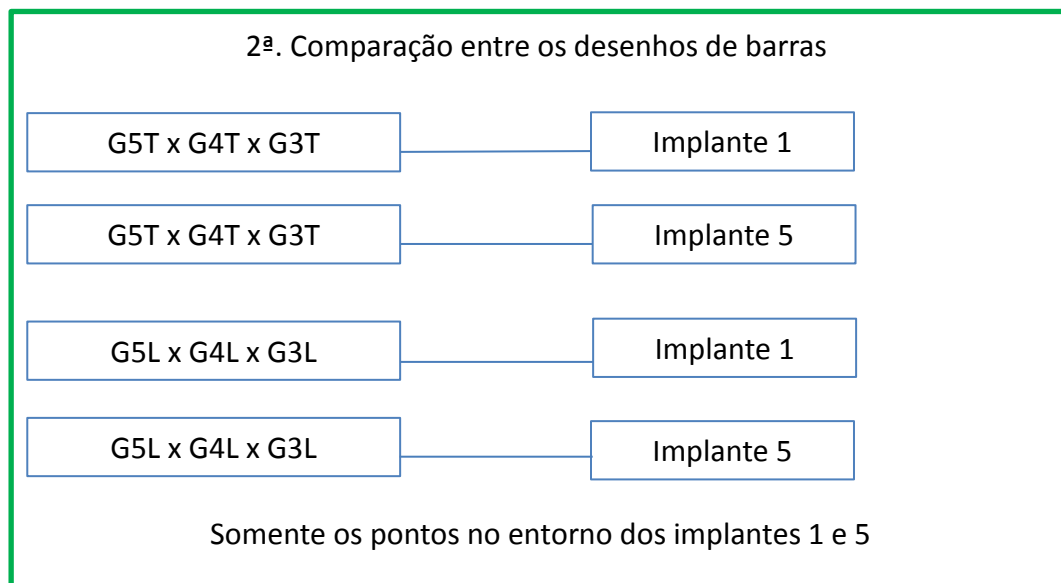 2ª. Comparação entre os desenhos de barras
G5T x G4T x G3T
Implante 1
G5T x G4T x G3T
Implante 5
G5L x G4L x G3L
Implante 1
G5L x G4L x G3L
Implante 5
Somente os pontos no entorno dos implantes 1 e 5